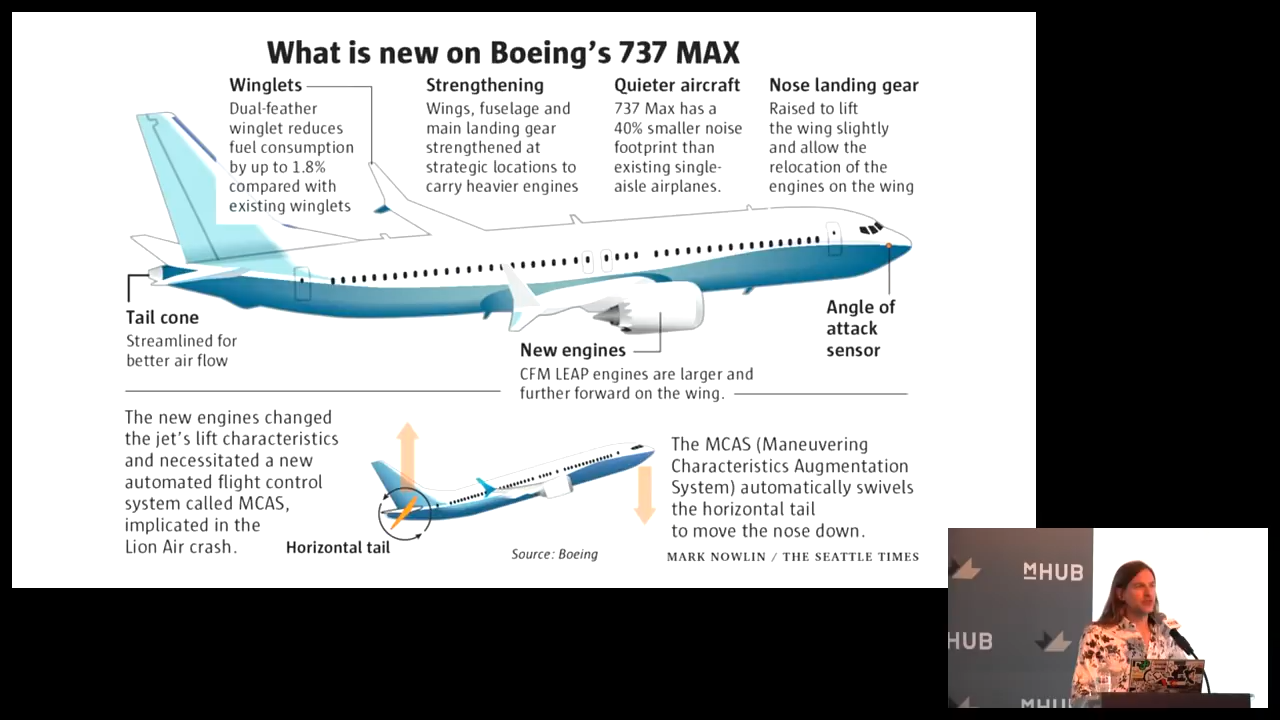 What is new on Boeing's 737 MAX
Winglets
Dual-feather
winglet reduces
fuel consumption
by up to 1.8%
compared with
existing winglets
Strengthening
Wings, fuselage and
main landing gear
strengthened at
strategic locations to
carry heavier engines
Quieter aircraft
737 Max has a
40% smaller noise
footprint than
existing single-
aisle airplanes.
Nose landing gear
Raised to lift
the wing slightly
and allow the
relocation of the
engines on the wing
Tail cone
Streamlined for
better air flow
New engines
CFM LEAP engines are larger and
further forward on the wing.
Angle of
attack
sensor
The new engines changed
the jet's lift characteristics
and necessitated a new
automated flight control
system called MCAS,
implicated in the
Lion Air crash.
Horizontal tail
The MCAS (Maneuvering
Characteristics Augmentation
System) automatically swivels
the horizontal tail
to move the nose down.
Source: Boeing
MARK NOWLIN / THE SEATTLE TIMES
MHUB
HUB